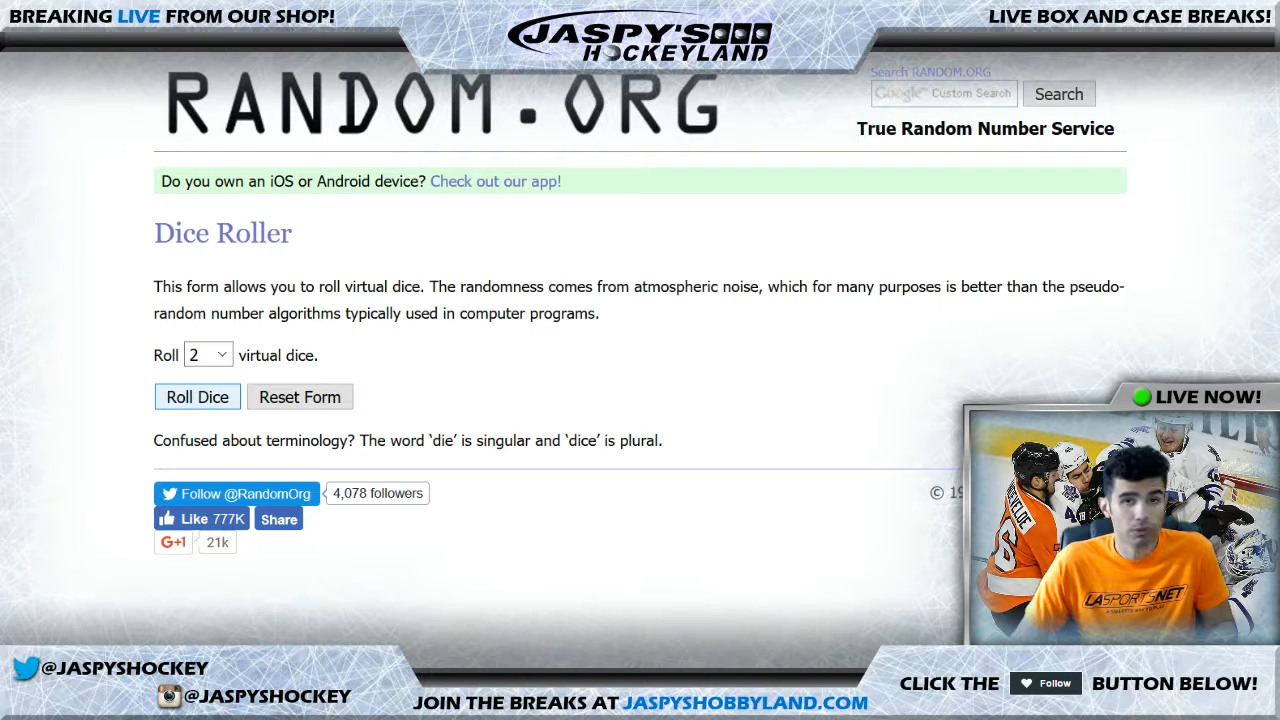 BREAKING LIVE FROM OUR SHOP!
JASPY'S
HOCKEYLAND
LIVE BOX AND CASE BREAKS!
RANDOM.ORG
Search RANDOM.ORG
Google™ Custom Search
Search
True Random Number Service
Do you own an iOS or Android device? Check out our app!
Dice Roller
This form allows you to roll virtual dice. The randomness comes from atmospheric noise, which for many purposes is better than the pseudo-
random number algorithms typically used in computer programs.
Roll 2 virtual dice.
Roll Dice Reset Form
Confused about terminology? The word ‘die’ is singular and ‘dice’ is plural.
LIVE NOW!
Follow @RandomOrg 4,078 followers
© 19
Like 777K Share
G+1 21k
LASPORTSNET
@JASPYSHOCKEY
@JASPYSHOCKEY
JOIN THE BREAKS AT JASPYSHOBBYLAND.COM
CLICK THE Follow BUTTON BELOW!